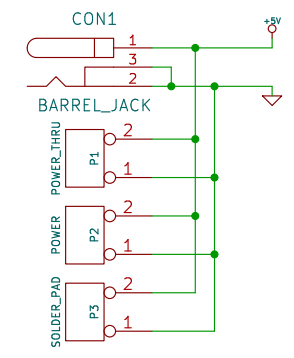 CON1
+5V
1
3
2
BARREL_JACK
POWER_THRU
P1
2
1
POWER
P2
2
1
SOLDER_PAD
P3
2
1